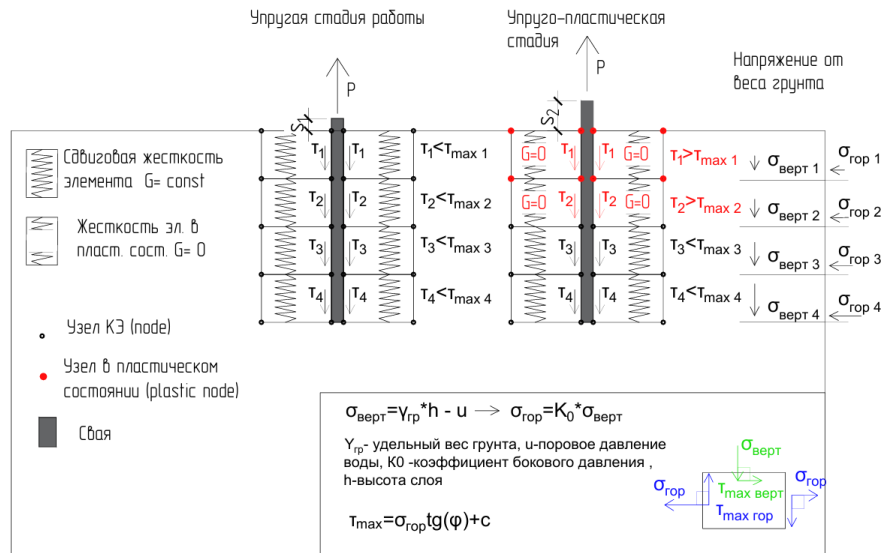 Упругая стадия работы
Упруго-пластическая
стадия
Напряжение от
веса грунта
P
P
S1
S2
Сдвиговая жесткость
элемента G= const
Жесткость эл. в
пласт. сост. G= 0
Узел КЭ (node)
Узел в пластическом
состоянии (plastic node)
Свая
τ1 τ1 τ1<τmax 1
τ2 τ2 τ2<τmax 2
τ3 τ3 τ3<τmax 3
τ4 τ4 τ4<τmax 4
G=0 τ1 τ1 G=0 τ1>τmax 1
G=0 τ2 τ2 G=0 τ2>τmax 2
τ3 τ3 τ3<τmax 3
τ4 τ4 τ4<τmax 4
σверт 1 σгор 1
σверт 2 σгор 2
σверт 3 σгор 3
σверт 4 σгор 4
σверт=γгр*h - u → σгор=K0*σверт
Yгр- удельный вес грунта, u-поровое давление
воды, К0 -коэффициент бокового давления ,
h-высота слоя
τmax=σгорtg(φ)+c
σверт
σгор
σгор
τmax верт
τmax гор